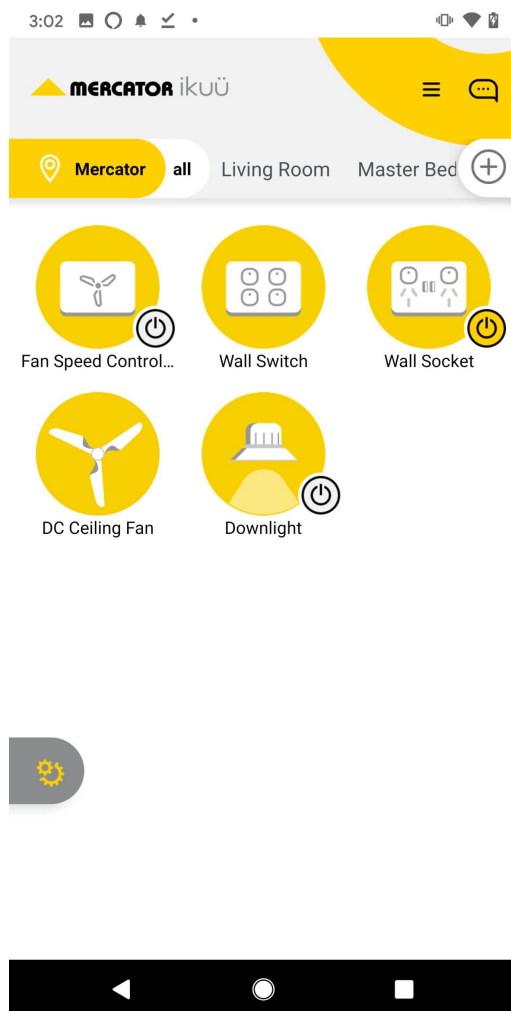 3:02
MERCATOR ikuü
Mercator all Living Room Master Bed
Fan Speed Control... Wall Switch Wall Socket
DC Ceiling Fan Downlight